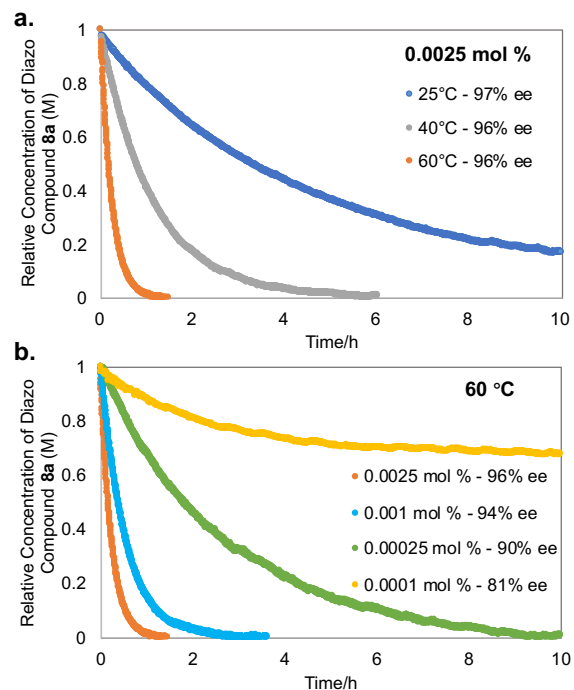 a.
0.0025 mol %
25°C - 97% ee
40°C - 96% ee
60°C - 96% ee
Relative Concentration of Diazo
Compound 8a (M)
1
0.8
0.6
0.4
0.2
0
0 2 4 6 8 10
Time/h
b.
60 °C
0.0025 mol % - 96% ee
0.001 mol % - 94% ee
0.00025 mol % - 90% ee
0.0001 mol % - 81% ee
Relative Concentration of Diazo
Compound 8a (M)
1
0.8
0.6
0.4
0.2
0
0 2 4 6 8 10
Time/h